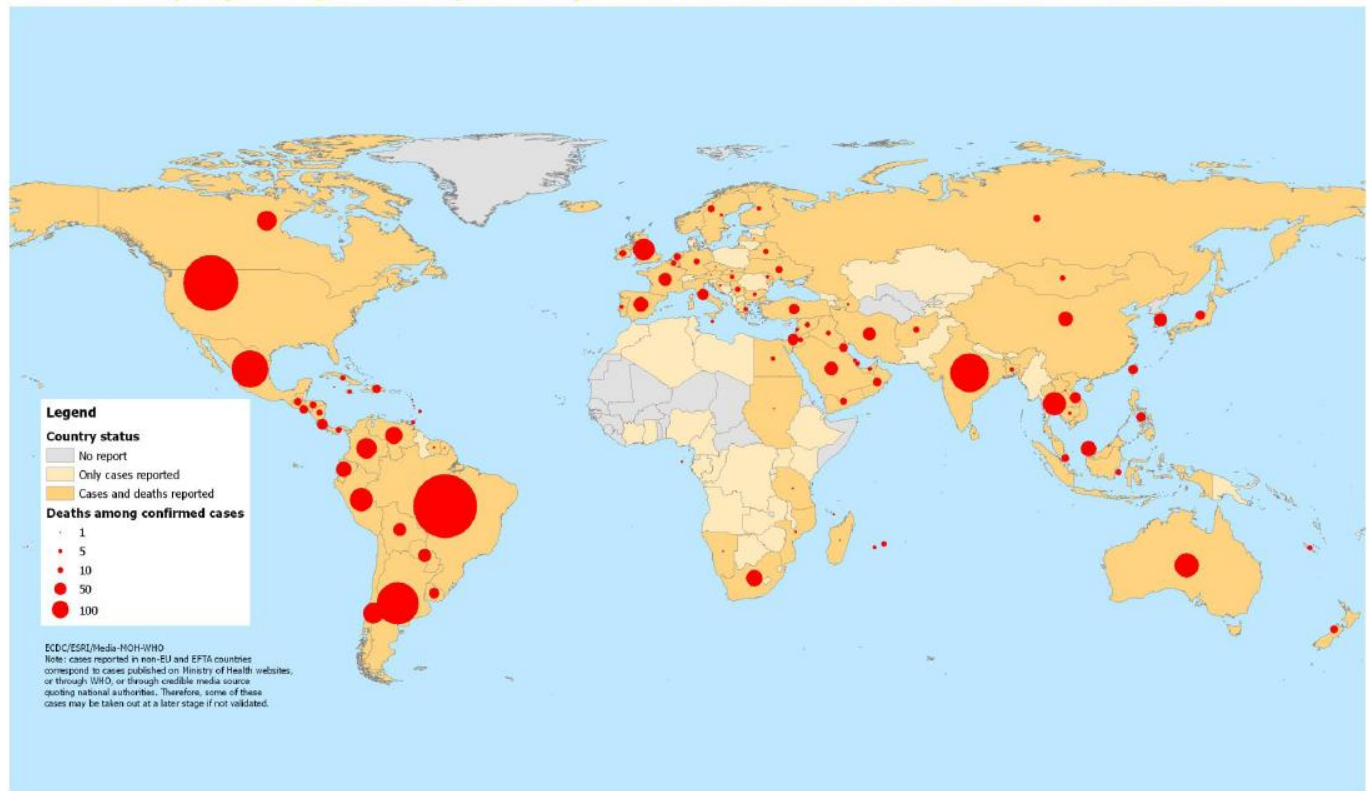 Legend
Country status
No report
Only cases reported
Cases and deaths reported
Deaths among confirmed cases
1
5
10
50
100
ECDC/ESRI/Media-MOH-WHO
Note: cases reported in non-EU and EFTA countries
correspond to cases published on Ministry of Health websites,
or through WHO, or through credible media source
quoting national authorities. Therefore, some of these
cases may be taken out at a later stage if not validated.